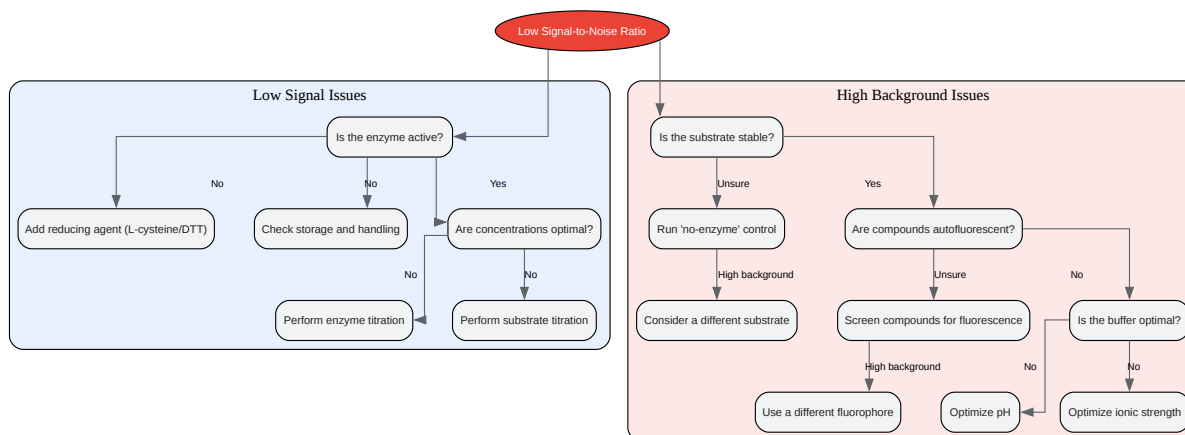 Low Signal-to-Noise Ratio
Low Signal Issues
High Background Issues
Is the enzyme active?
Is the substrate stable?
No
No
Yes
Unsure
Yes
Add reducing agent (L-cysteine/DTT)
Check storage and handling
Are concentrations optimal?
Run 'no-enzyme' control
Are compounds autofluorescent?
No
No
High background
Unsure
No
Perform enzyme titration
Perform substrate titration
Consider a different substrate
Screen compounds for fluorescence
Is the buffer optimal?
High background
No
No
Use a different fluorophore
Optimize pH
Optimize ionic strength